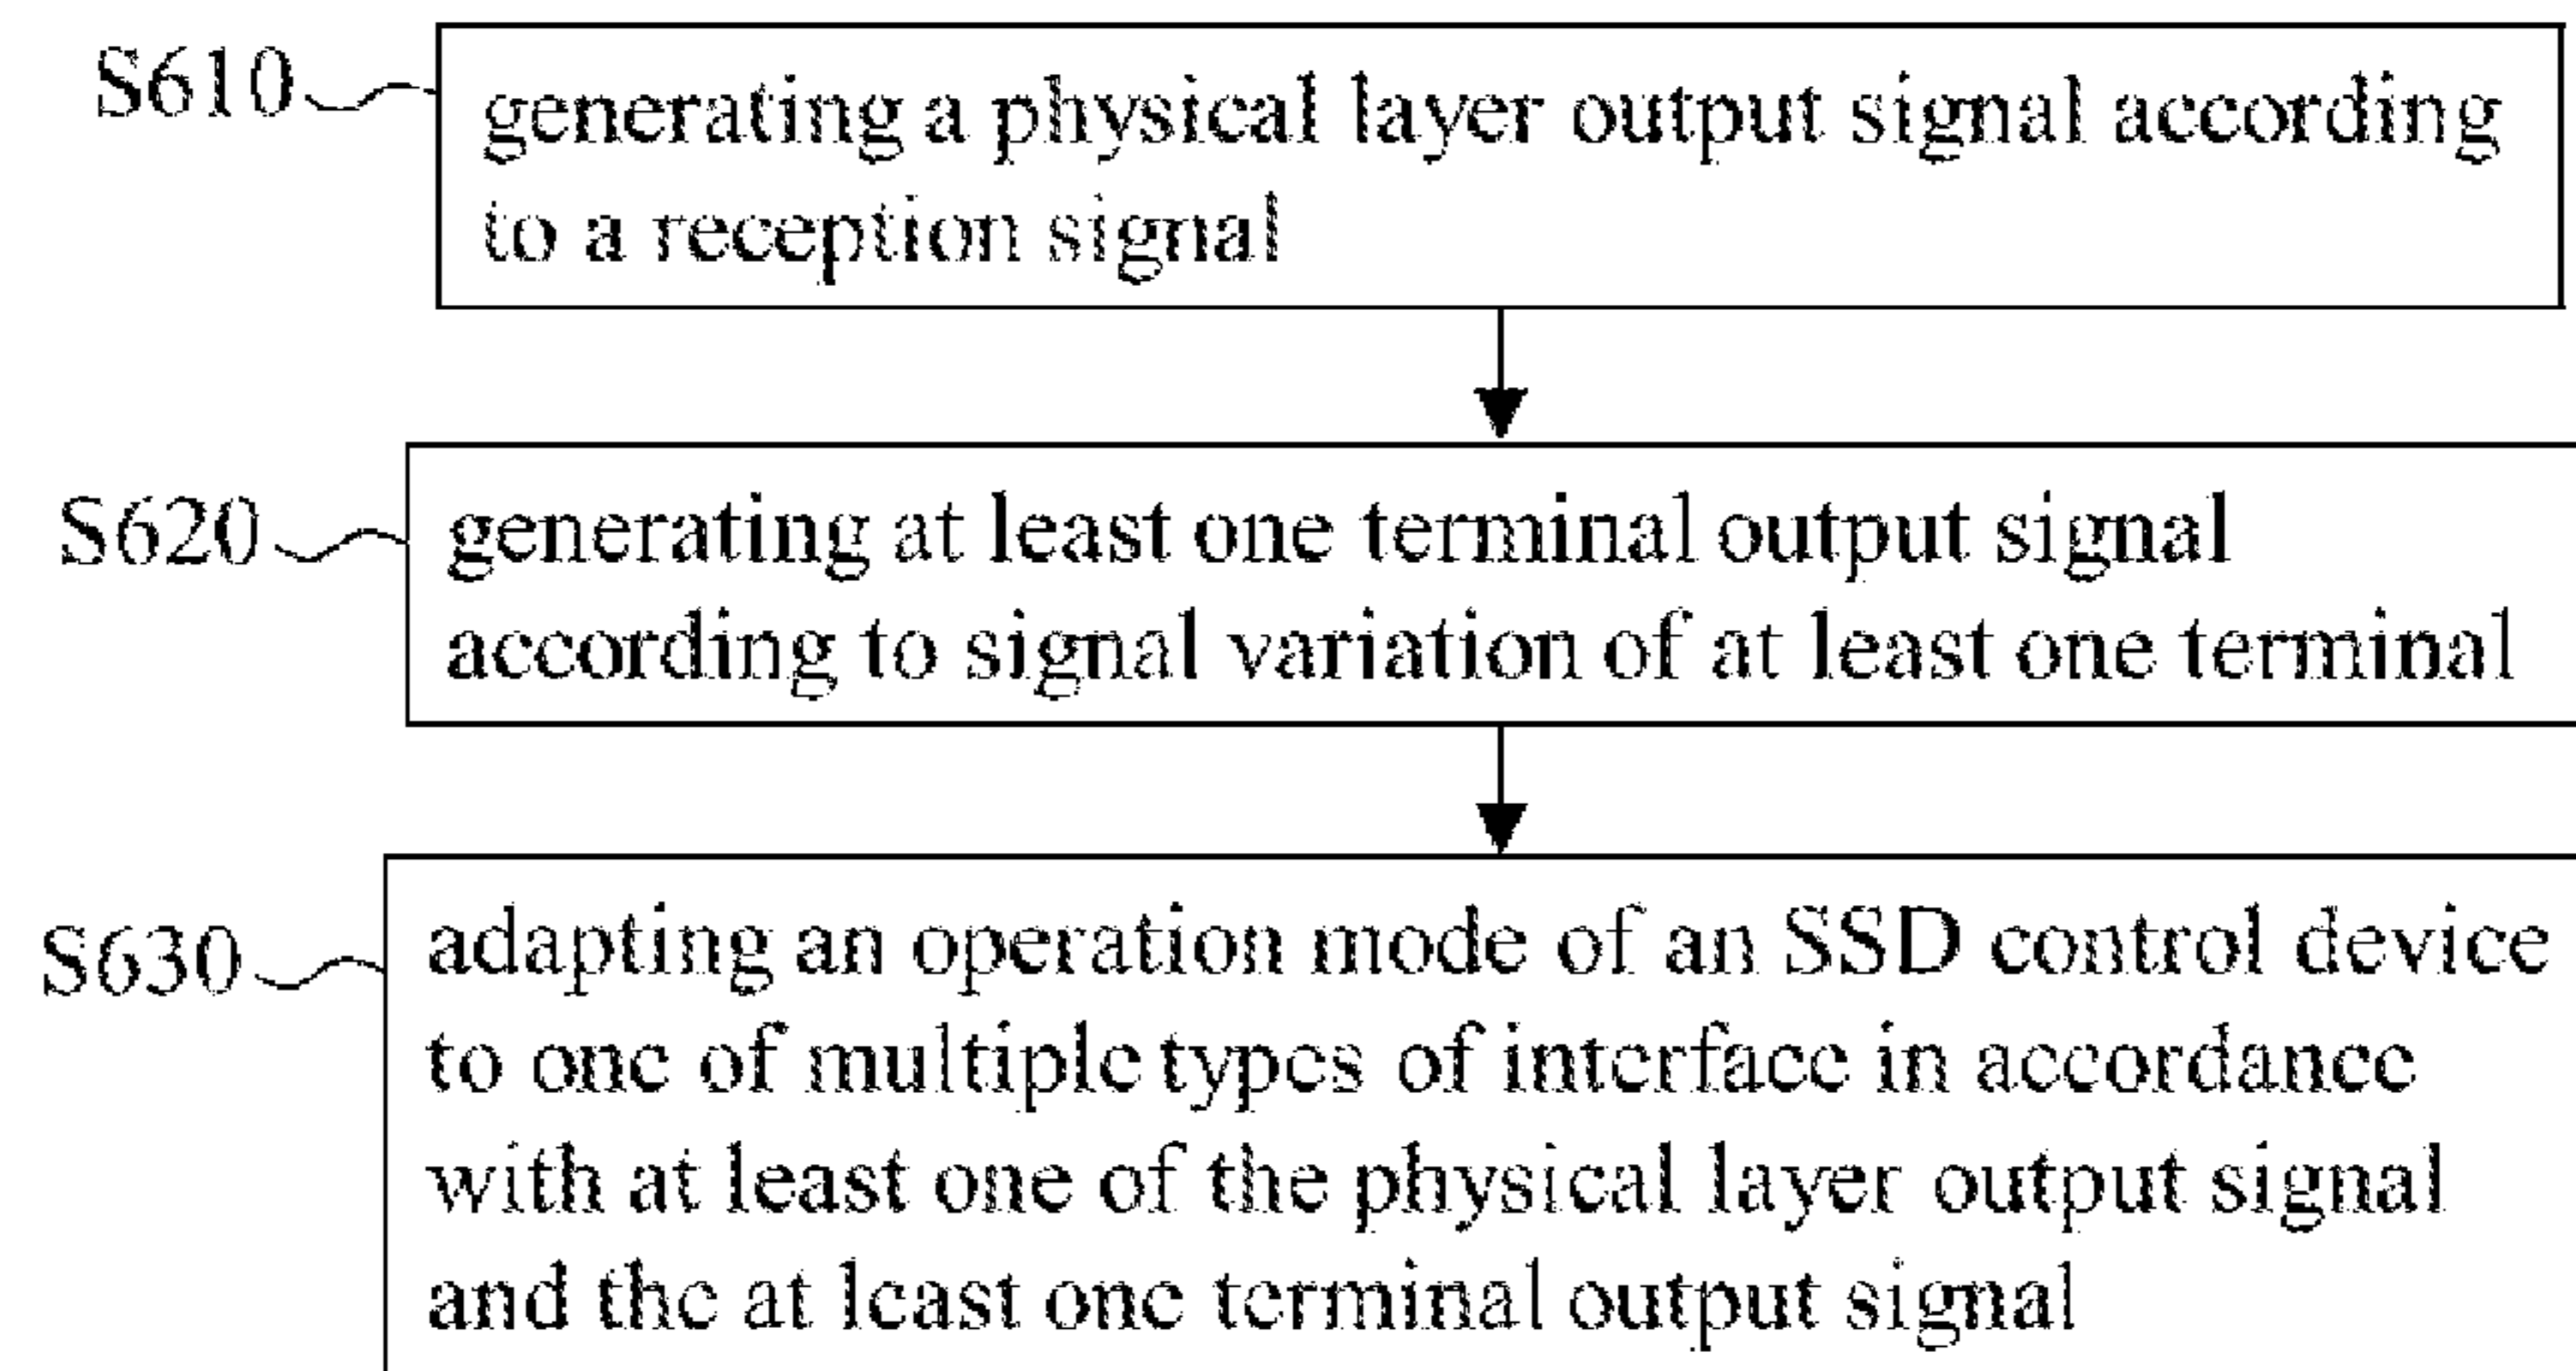 S610
generating a physical layer output signal according
to a reception signal
S620
generating at least one terminal output signal
according to signal variation of at least one terminal
S630
adapting an operation mode of an SSD control device
to one of multiple types of interface in accordance
with at least one of the physical layer output signal
and the at least one terminal output signal